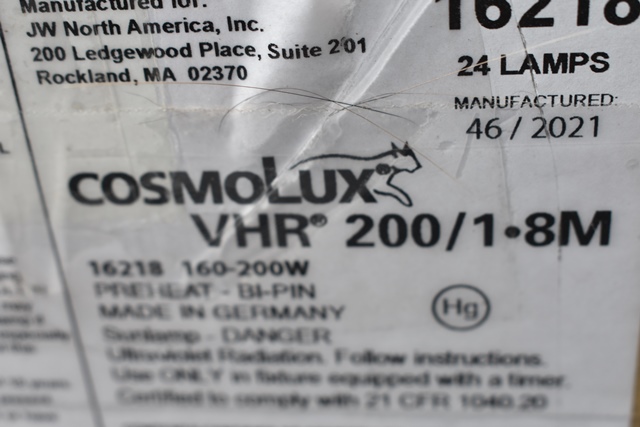 Manufactured for:
JW North America, Inc.
200 Ledgewood Place, Suite 201
Rockland, MA 02370
16218
24 LAMPS
MANUFACTURED:
46 / 2021
COSMOLUX®
VHR® 200/1•8M
16218 160-200W
PREHEAT - BI-PIN
MADE IN GERMANY
Hg
Sunlamp - DANGER
Ultraviolet Radiation. Follow instructions.
Use ONLY in fixture equipped with a timer.
Certified to comply with 21 CFR 1040.20